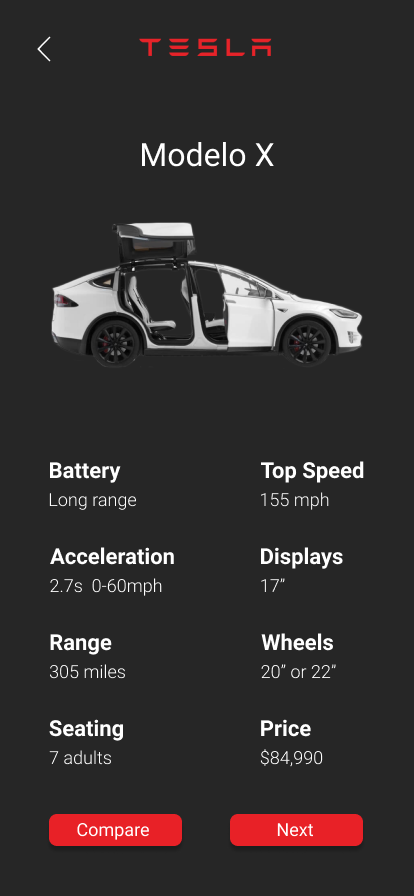 TESLA
Modelo X
Battery
Long range
Top Speed
155 mph
Acceleration
2.7s  0-60mph
Displays
17”
Range
305 miles
Wheels
20” or 22“
Seating
7 adults
Price
$84,990
Compare
Next